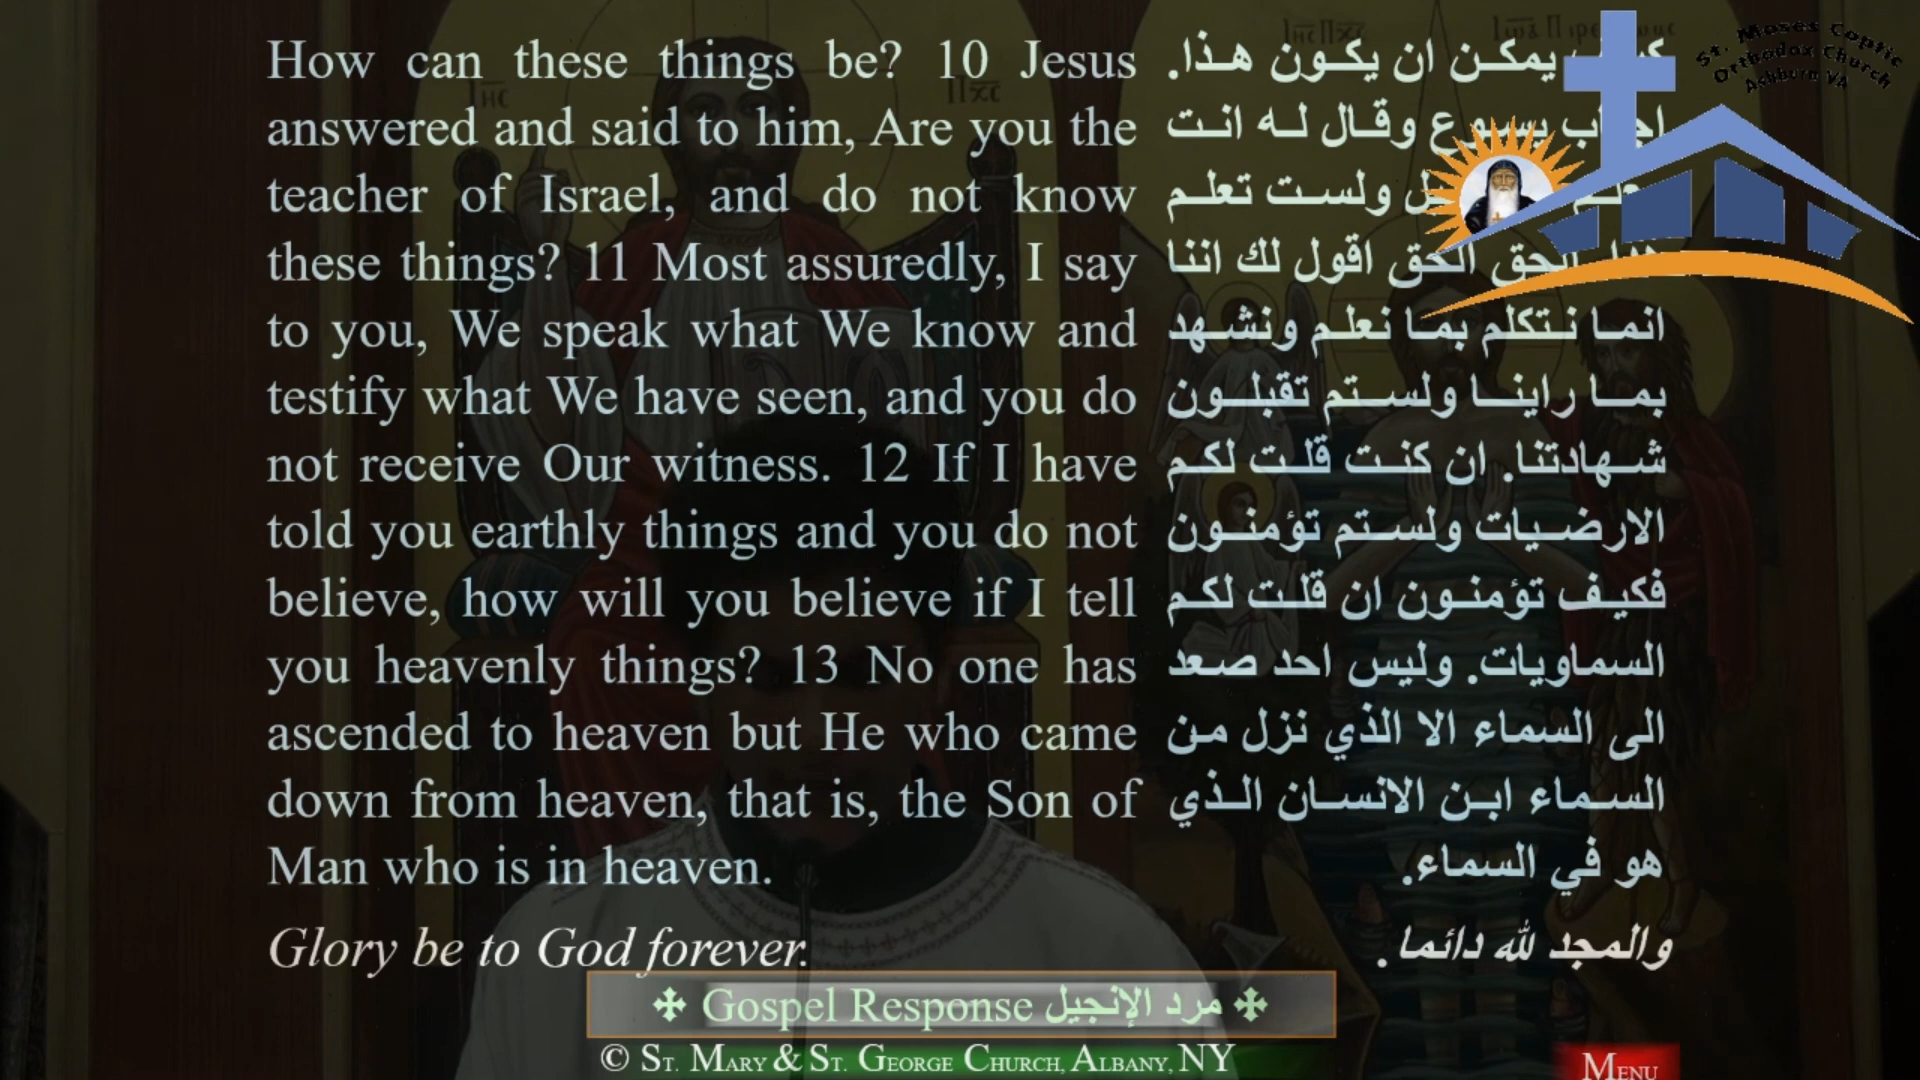 How can these things be? 10 Jesus
answered and said to him, Are you the
teacher of Israel, and do not know
these things? 11 Most assuredly, I say
to you, We speak what We know and
testify what We have seen, and you do
not receive Our witness. 12 If I have
told you earthly things and you do not
believe, how will you believe if I tell
you heavenly things? 13 No one has
ascended to heaven but He who came
down from heaven, that is, the Son of
Man who is in heaven.
Glory be to God forever.
يمكن ان يكون هذا.
يسوع وقال له انت
ولست تعلم
الحق الحق اقول لك اننا
انما نتكلم بما نعلم ونشهد
بما راينا ولستم تقبلون
شهادتنا. ان كنت قلت لكم
الارضيات ولستم تؤمنون
فكيف تؤمنون ان قلت لكم
السماويات. وليس احد صعد
الى السماء الا الذي نزل من
السماء ابن الانسان الذي
هو في السماء.
والمجد لله دائما .
St. Moses Coptic
Orthodox Church
Ashburn VA
ⲓⲏⲥ ⲡⲭⲥ
✣ Gospel Response مرد الإنجيل ✣
© ST. MARY & ST. GEORGE CHURCH, ALBANY, NY
MENU